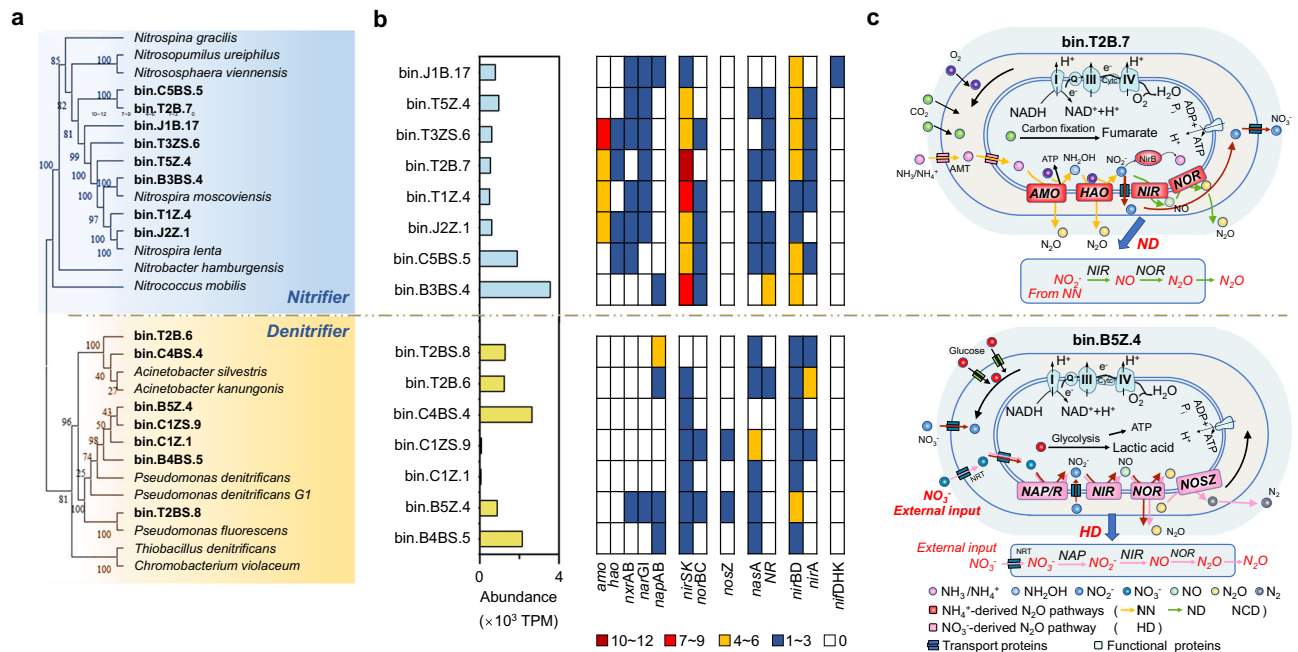 a
Nitrospina gracilis
Nitrosopumilus ureiphilus
Nitrososphaera viennensis
bin.C5BS.5
bin.T2B.7
bin.J1B.17
bin.T3ZS.6
bin.T5Z.4
bin.B3BS.4
Nitrospira moscoviensis
bin.T1Z.4
bin.J2Z.1
Nitrospira lenta
Nitrobacter hamburgensis
Nitrococcus mobilis
85
100
82
100
81
99
100
100
100
97
100
100
10~12 7~9
Nitrifier
Denitrifier
bin.T2B.6
bin.C4BS.4
Acinetobacter silvestris
Acinetobacter kanungonis
bin.B5Z.4
bin.C1ZS.9
bin.C1Z.1
bin.B4BS.5
Pseudomonas denitrificans
Pseudomonas denitrificans G1
bin.T2BS.8
Pseudomonas fluorescens
Thiobacillus denitrificans
Chromobacterium violaceum
100
40
27
43
50
98
74
96
25
81
100
100
100
b
bin.J1B.17
bin.T5Z.4
bin.T3ZS.6
bin.T2B.7
bin.T1Z.4
bin.J2Z.1
bin.C5BS.5
bin.B3BS.4
bin.T2BS.8
bin.T2B.6
bin.C4BS.4
bin.C1ZS.9
bin.C1Z.1
bin.B5Z.4
bin.B4BS.5
0 4
Abundance
(×10³ TPM)
amo hao nxrAB narGI napAB nirSK norBC nosZ nasA NR nirBD nirA nifDHK
10~12 7~9 4~6 1~3 0
c
bin.T2B.7
O₂
CO₂
NH₃/NH₄⁺
AMT
H⁺ e⁻ H⁺
I Q III Cytc IV
e⁻ O₂ H₂O
NADH NAD⁺+H⁺
Carbon fixation Fumarate
Pᵢ ADP+
H⁺ ATP
NO₃⁻
ATP NH₂OH NO₂⁻ NirB
AMO HAO NIR NOR
NO
N₂O N₂O N₂O
ND
NIR NOR
NO₂⁻ NO N₂O N₂O
From NN
bin.B5Z.4
Glucose
H⁺ e⁻ H⁺
I Q III Cytc IV
e⁻ O₂ H₂O
NADH NAD⁺+H⁺
Pᵢ ADP+
H⁺ ATP
NO₃⁻
ATP
Glycolysis Lactic acid
NRT
NO₂⁻ NO
NAP/R NIR NOR NOSZ
NO₃⁻
External input
N₂
N₂O
HD
External input
NRT NAP NIR NOR
NO₃⁻ NO₃⁻ NO₂⁻ NO N₂O N₂O
NH₃/NH₄⁺ NH₂OH NO₂⁻ NO₃⁻ NO N₂O N₂
NH₄⁺-derived N₂O pathways ( NN ND NCD )
NO₃⁻-derived N₂O pathway ( HD )
Transport proteins Functional proteins